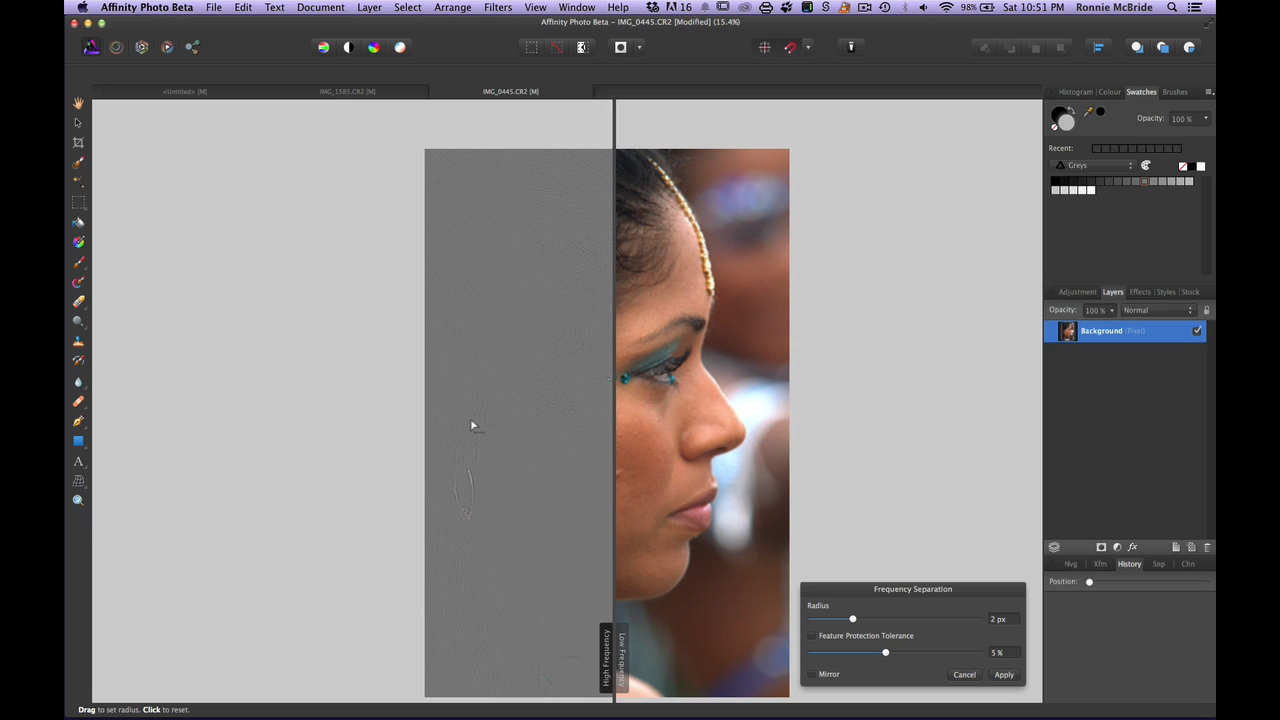 Affinity Photo Beta File Edit Text Document Layer Select Arrange Filters View Window Help 16 98% Sat 10:51 PM Ronnie McBride
Affinity Photo Beta - IMG_0445.CR2 [Modified] (15.4%)
<Untitled> [M] IMG_1585.CR2 [M] IMG_0445.CR2 [M]
Histogram Colour Swatches Brushes
Opacity: 100 %
Recent:
Greys
Adjustment Layers Effects Styles Stock
Opacity: 100 % Normal
Background (Pixel)
fx
Nvg Xfm History Snp Chn
Position:
High Frequency
Low Frequency
Frequency Separation
Radius
2 px
Feature Protection Tolerance
5 %
Mirror Cancel Apply
Drag to set radius. Click to reset.